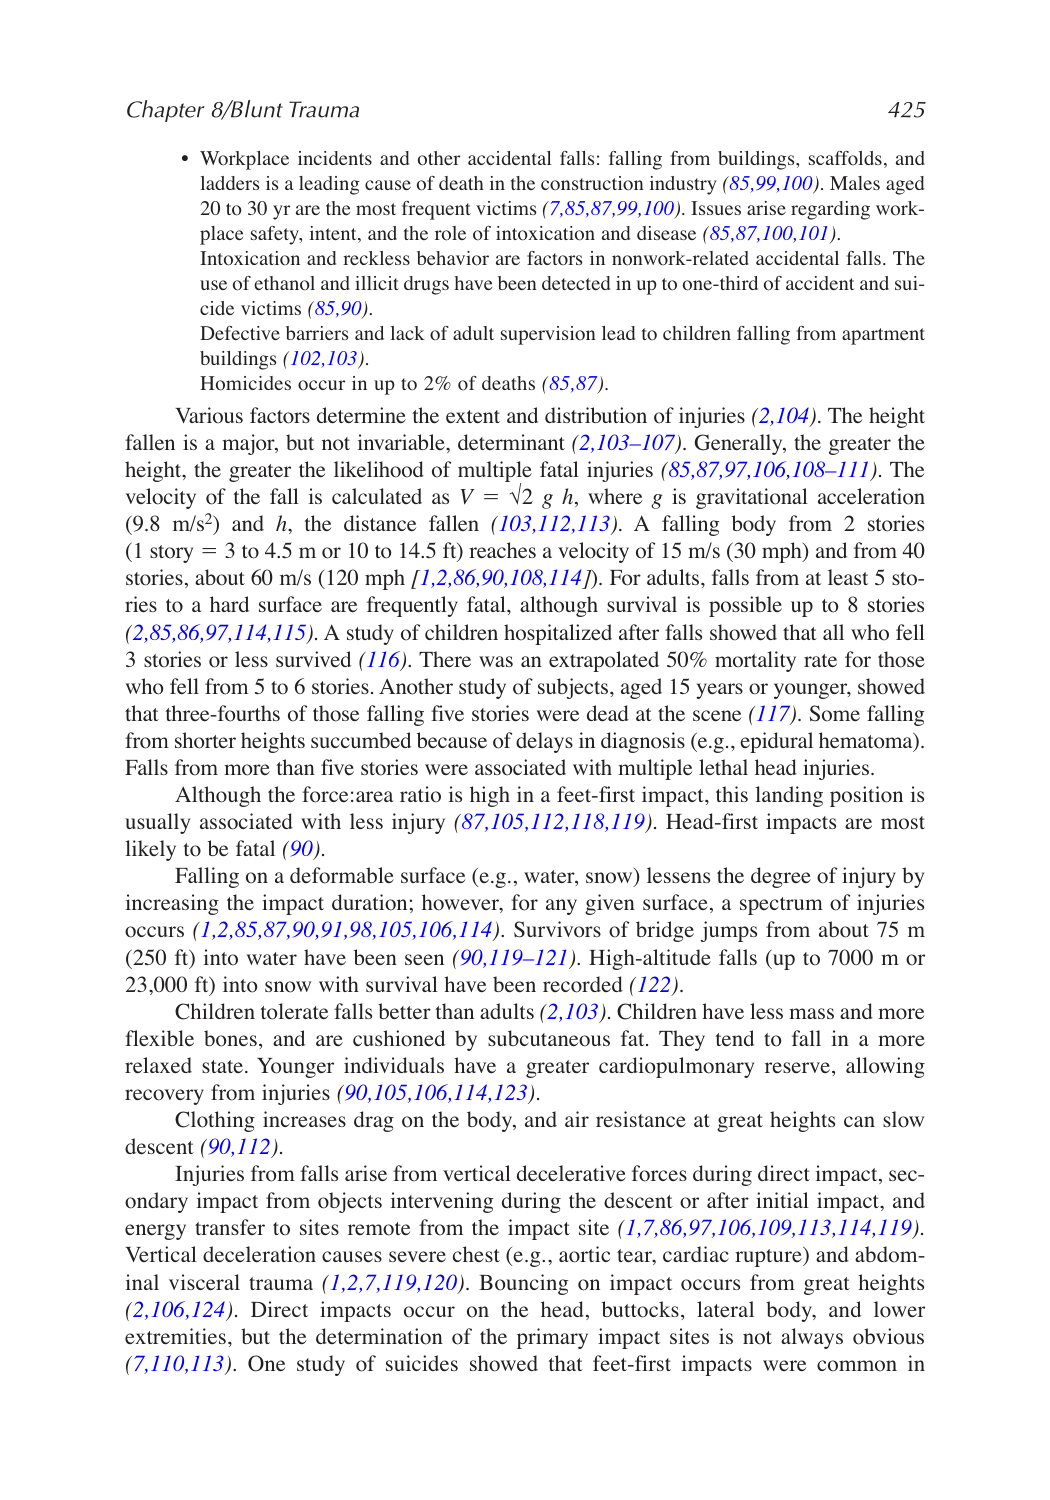 Chapter 8/Blunt Trauma 425
• Workplace incidents and other accidental falls: falling from buildings, scaffolds, and
ladders is a leading cause of death in the construction industry (85,99,100). Males aged
20 to 30 yr are the most frequent victims (7,85,87,99,100). Issues arise regarding work-
place safety, intent, and the role of intoxication and disease (85,87,100,101).
Intoxication and reckless behavior are factors in nonwork-related accidental falls. The
use of ethanol and illicit drugs have been detected in up to one-third of accident and sui-
cide victims (85,90).
Defective barriers and lack of adult supervision lead to children falling from apartment
buildings (102,103).
Homicides occur in up to 2% of deaths (85,87).
Various factors determine the extent and distribution of injuries (2,104). The height
fallen is a major, but not invariable, determinant (2,103–107). Generally, the greater the
height, the greater the likelihood of multiple fatal injuries (85,87,97,106,108–111). The
velocity of the fall is calculated as V = √2 g h, where g is gravitational acceleration
(9.8 m/s²) and h, the distance fallen (103,112,113). A falling body from 2 stories
(1 story = 3 to 4.5 m or 10 to 14.5 ft) reaches a velocity of 15 m/s (30 mph) and from 40
stories, about 60 m/s (120 mph [1,2,86,90,108,114]). For adults, falls from at least 5 sto-
ries to a hard surface are frequently fatal, although survival is possible up to 8 stories
(2,85,86,97,114,115). A study of children hospitalized after falls showed that all who fell
3 stories or less survived (116). There was an extrapolated 50% mortality rate for those
who fell from 5 to 6 stories. Another study of subjects, aged 15 years or younger, showed
that three-fourths of those falling five stories were dead at the scene (117). Some falling
from shorter heights succumbed because of delays in diagnosis (e.g., epidural hematoma).
Falls from more than five stories were associated with multiple lethal head injuries.
Although the force:area ratio is high in a feet-first impact, this landing position is
usually associated with less injury (87,105,112,118,119). Head-first impacts are most
likely to be fatal (90).
Falling on a deformable surface (e.g., water, snow) lessens the degree of injury by
increasing the impact duration; however, for any given surface, a spectrum of injuries
occurs (1,2,85,87,90,91,98,105,106,114). Survivors of bridge jumps from about 75 m
(250 ft) into water have been seen (90,119–121). High-altitude falls (up to 7000 m or
23,000 ft) into snow with survival have been recorded (122).
Children tolerate falls better than adults (2,103). Children have less mass and more
flexible bones, and are cushioned by subcutaneous fat. They tend to fall in a more
relaxed state. Younger individuals have a greater cardiopulmonary reserve, allowing
recovery from injuries (90,105,106,114,123).
Clothing increases drag on the body, and air resistance at great heights can slow
descent (90,112).
Injuries from falls arise from vertical decelerative forces during direct impact, sec-
ondary impact from objects intervening during the descent or after initial impact, and
energy transfer to sites remote from the impact site (1,7,86,97,106,109,113,114,119).
Vertical deceleration causes severe chest (e.g., aortic tear, cardiac rupture) and abdom-
inal visceral trauma (1,2,7,119,120). Bouncing on impact occurs from great heights
(2,106,124). Direct impacts occur on the head, buttocks, lateral body, and lower
extremities, but the determination of the primary impact sites is not always obvious
(7,110,113). One study of suicides showed that feet-first impacts were common in